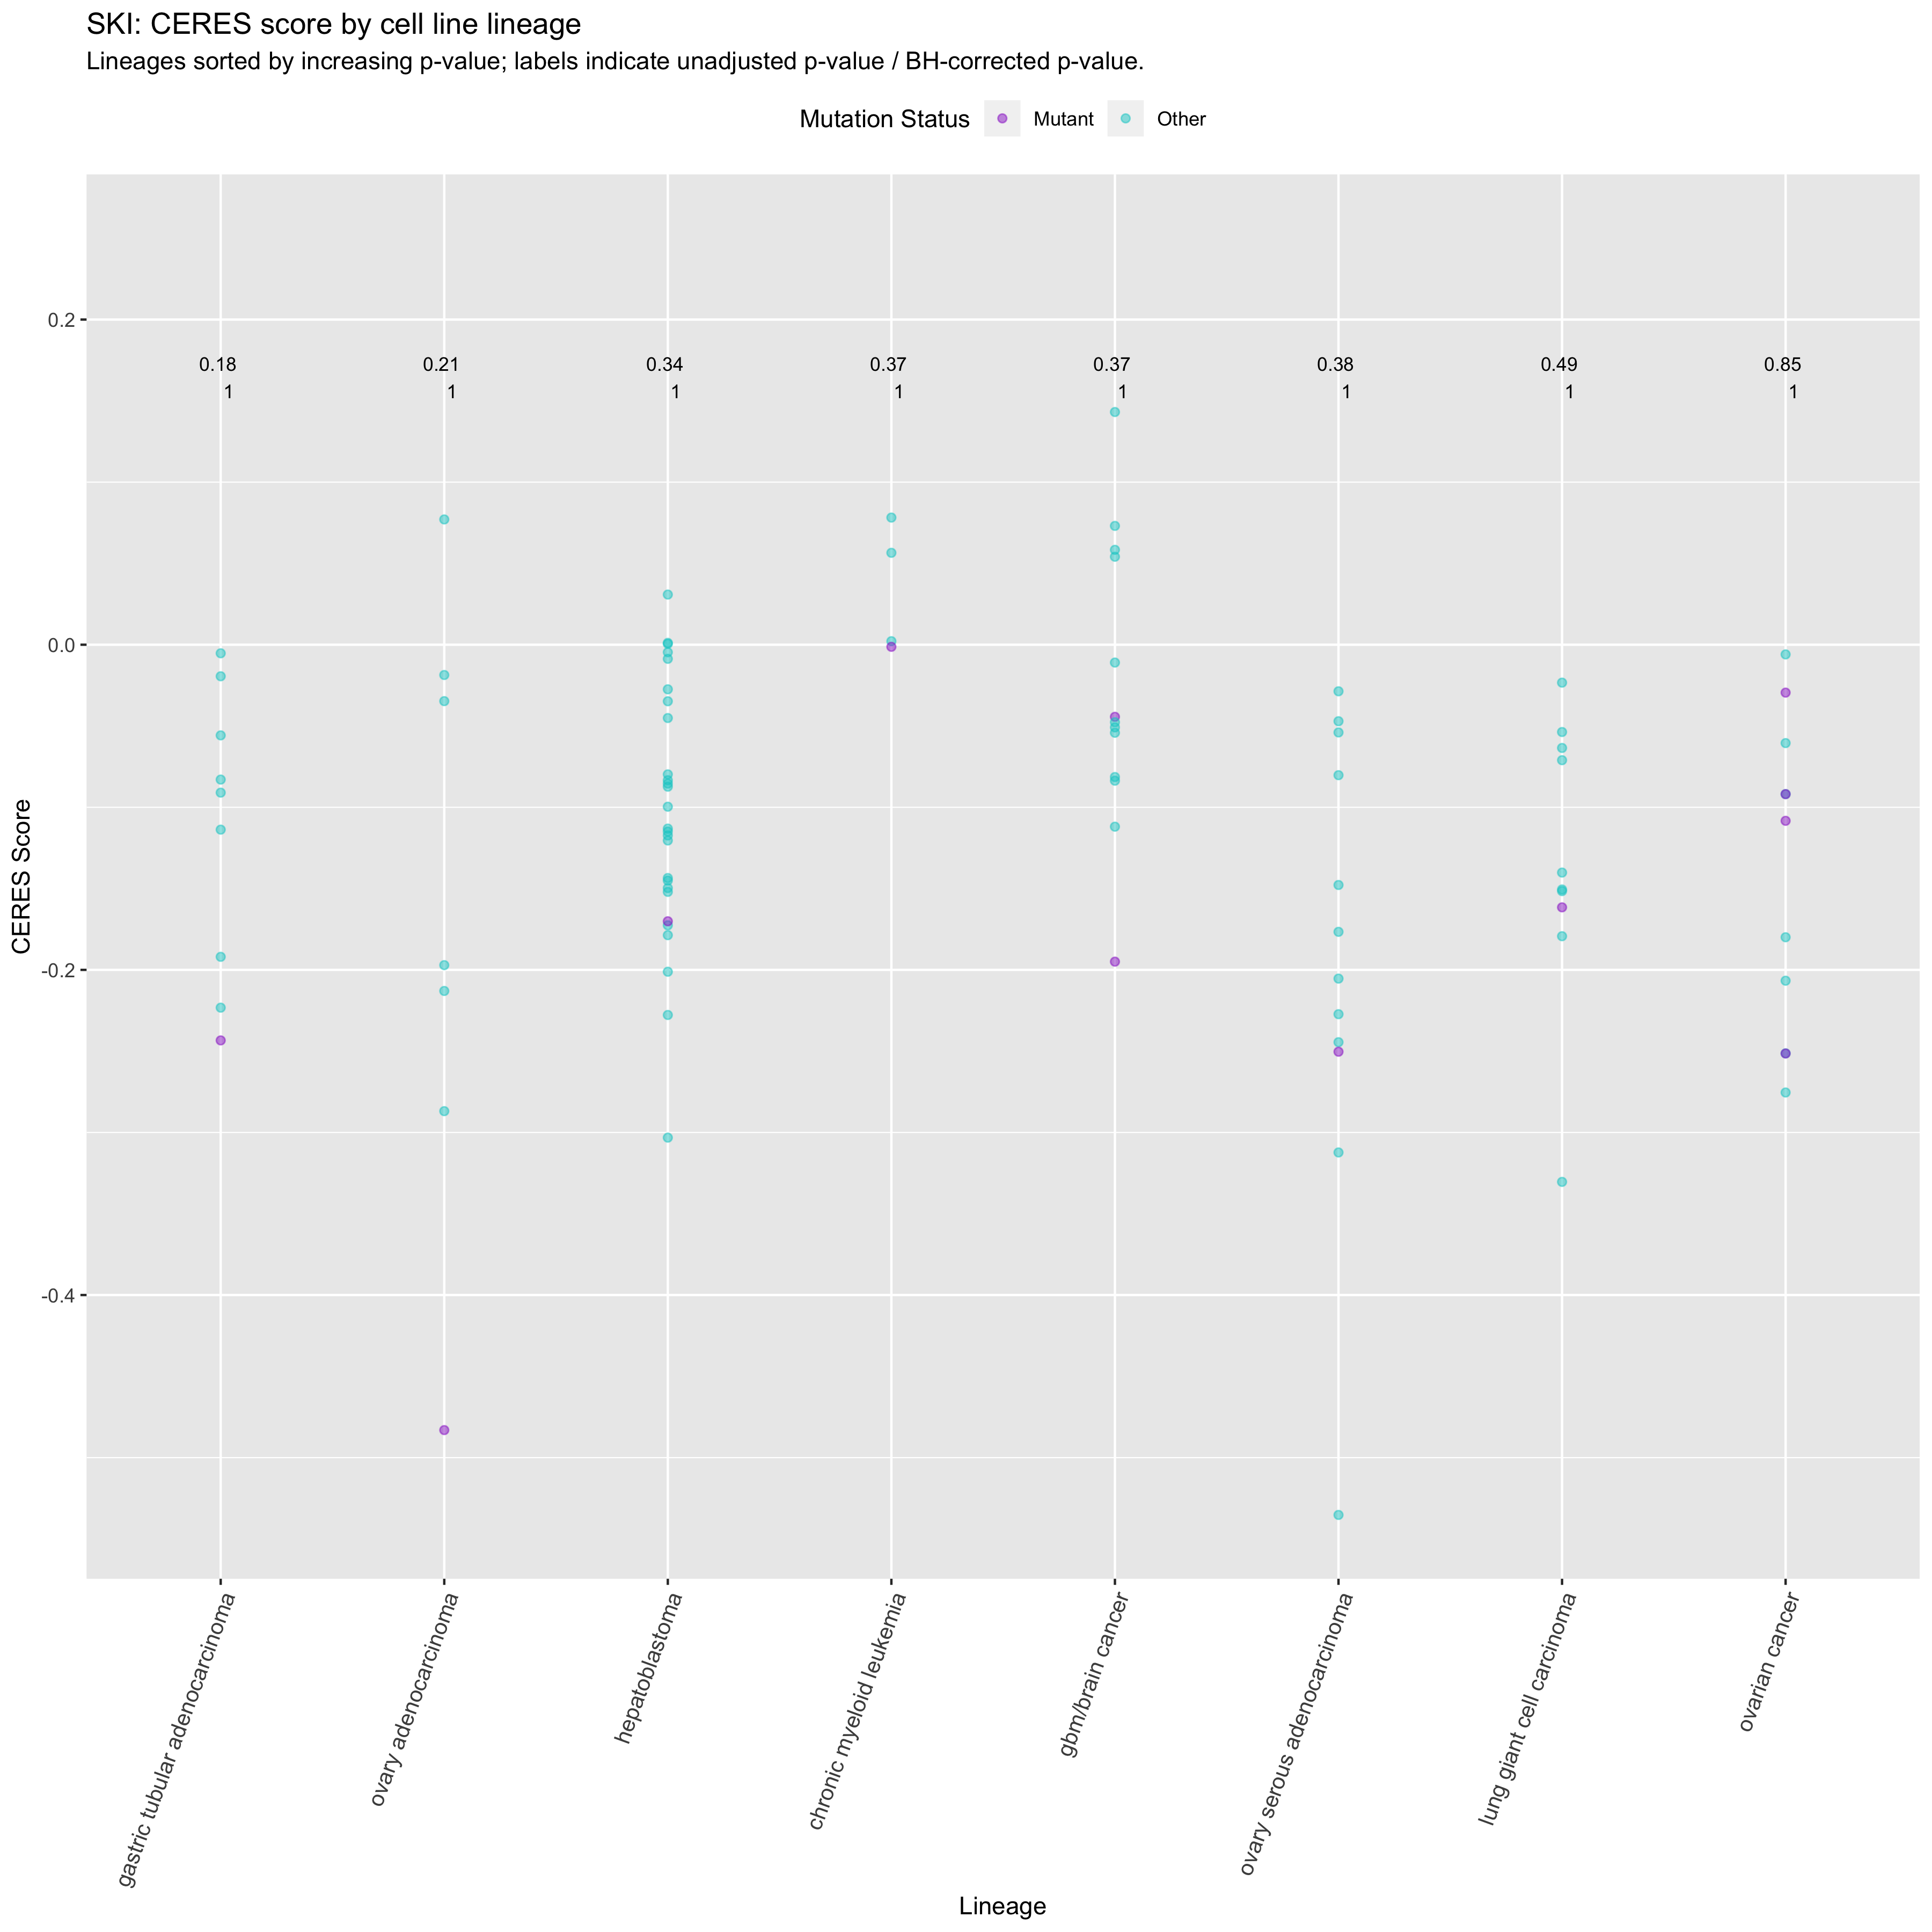 SKI: CERES score by cell line lineage
Lineages sorted by increasing p-value; labels indicate unadjusted p-value / BH-corrected p-value.
Mutation Status Mutant Other
0.2
0.18 0.21 0.34 0.37 0.37 0.38 0.49 0.85
1 1 1 1 1 1 1 1
0.0
CERES Score
-0.2
-0.4
gastric tubular adenocarcinoma
ovary adenocarcinoma
hepatoblastoma
chronic myeloid leukemia
gbm/brain cancer
ovary serous adenocarcinoma
lung giant cell carcinoma
ovarian cancer
Lineage